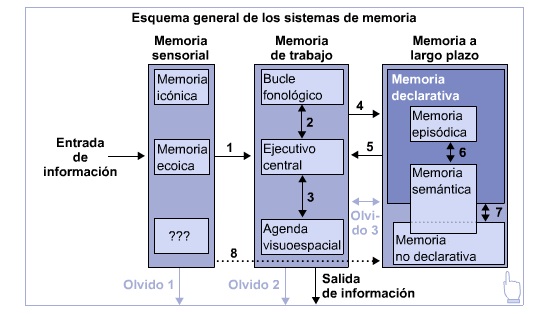 Esquema general de los sistemas de memoria
Memoria
sensorial
Memoria
de trabajo
Memoria a
largo plazo
Entrada
de
información
Memoria
icónica
Memoria
ecoica
???
1
Bucle
fonológico
2
Ejecutivo
central
3
Agenda
visuoespacial
4
5
Olvi-
do 3
8
Memoria
declarativa
Memoria
episódica
6
Memoria
semántica
7
Memoria
no declarativa
Olvido 1
Olvido 2
Salida
de información